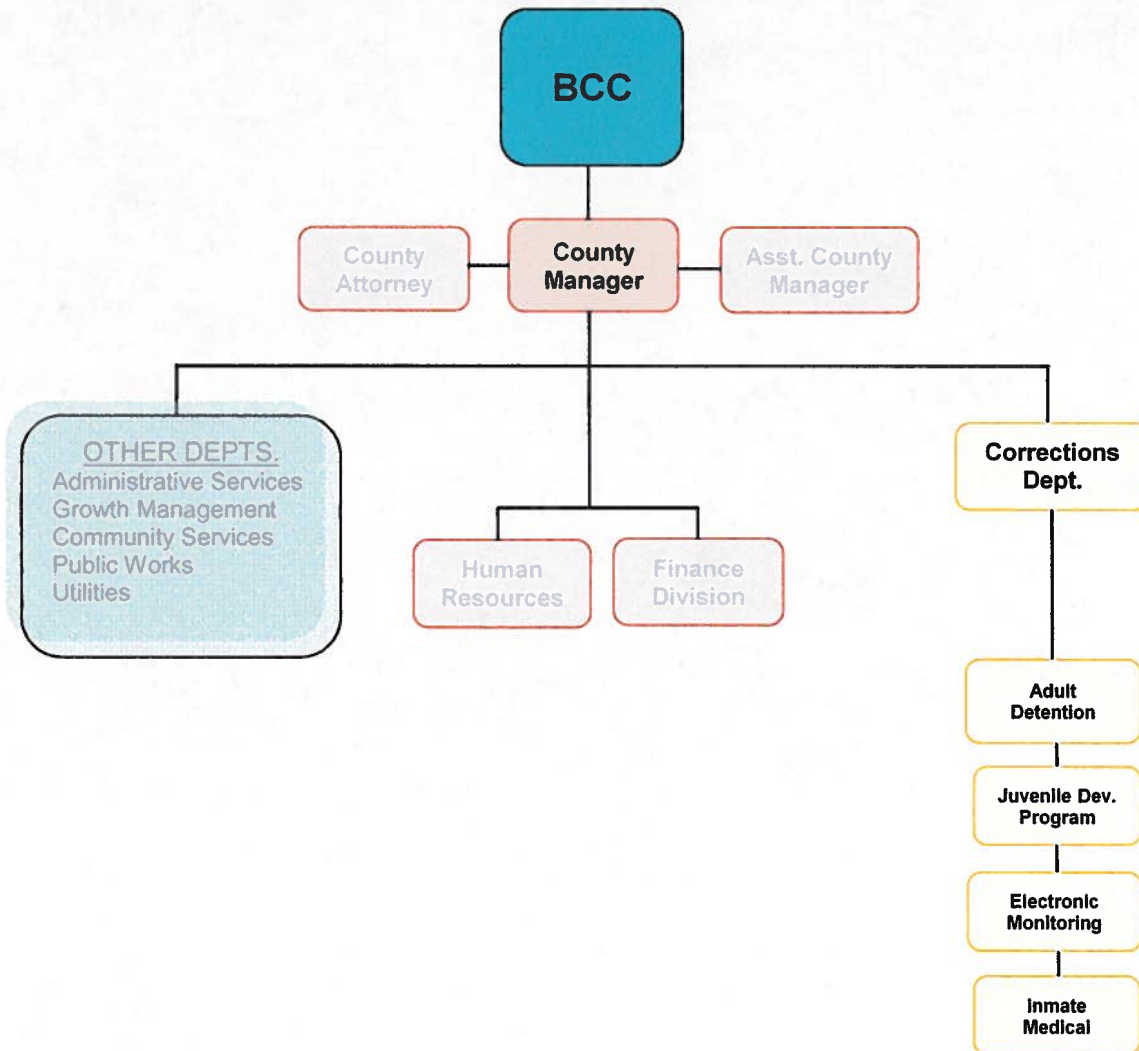 BCC
County
Attorney
County
Manager
Asst. County
Manager
OTHER DEPTS.
Administrative Services
Growth Management
Community Services
Public Works
Utilities
Human
Resources
Finance
Division
Corrections
Dept.
Adult
Detention
Juvenile Dev.
Program
Electronic
Monitoring
Inmate
Medical